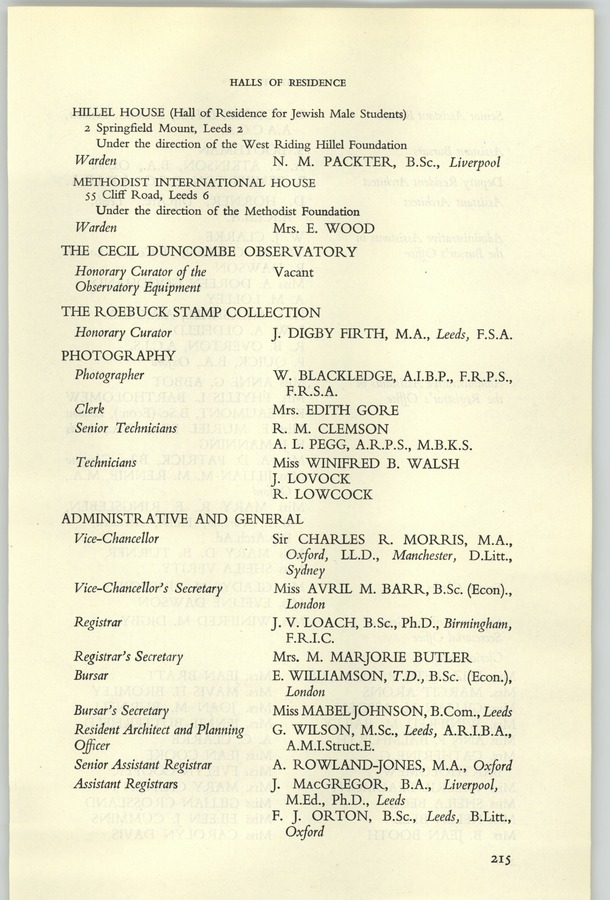 HALLS OF RESIDENCE
HILLEL HOUSE (Hall of Residence for Jewish Male Students)
2 Springfield Mount, Leeds 2
Under the direction of the West Riding Hillel Foundation
Warden N. M. PACKTER, B.Sc., Liverpool
METHODIST INTERNATIONAL HOUSE
55 Cliff Road, Leeds 6
Under the direction of the Methodist Foundation
Warden Mrs. E. WOOD
THE CECIL DUNCOMBE OBSERVATORY
Honorary Curator of the Vacant
Observatory Equipment
THE ROEBUCK STAMP COLLECTION
Honorary Curator J. DIGBY FIRTH, M.A., Leeds, F.S.A.
PHOTOGRAPHY
Photographer W. BLACKLEDGE, A.I.B.P., F.R.P.S.,
F.R.S.A.
Clerk Mrs. EDITH GORE
Senior Technicians R. M. CLEMSON
A. L. PEGG, A.R.P.S., M.B.K.S.
Technicians Miss WINIFRED B. WALSH
J. LOVOCK
R. LOWCOCK
ADMINISTRATIVE AND GENERAL
Vice-Chancellor Sir CHARLES R. MORRIS, M.A.,
Oxford, LL.D., Manchester, D.Litt.,
Sydney
Vice-Chancellor's Secretary Miss AVRIL M. BARR, B.Sc. (Econ).,
London
Registrar J. V. LOACH, B.Sc., Ph.D., Birmingham,
F.R.I.C.
Registrar's Secretary Mrs. M. MARJORIE BUTLER
Bursar E. WILLIAMSON, T.D., B.Sc. (Econ.),
London
Bursar's Secretary Miss MABEL JOHNSON, B.Com., Leeds
Resident Architect and Planning G. WILSON, M.Sc., Leeds, A.R.I.B.A.,
Officer A.M.I.Struct.E.
Senior Assistant Registrar A. ROWLAND-JONES, M.A., Oxford
Assistant Registrars J. MACGREGOR, B.A., Liverpool,
M.Ed., Ph.D., Leeds
F. J. ORTON, B.Sc., Leeds, B.Litt.,
Oxford
215